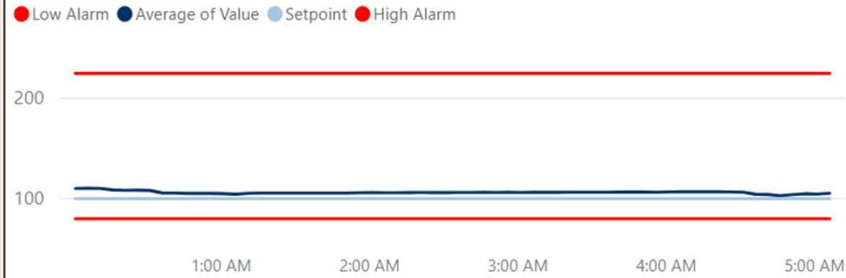 Low Alarm Average of Value Setpoint High Alarm
200
100
1:00 AM 2:00 AM 3:00 AM 4:00 AM 5:00 AM